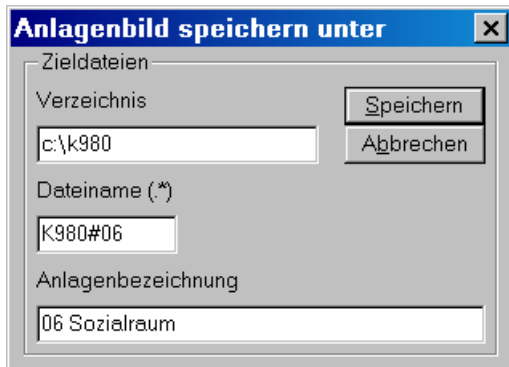 Anlagenbild speichern unter
Zieldateien
Verzeichnis
Speichern
c:\k980
Abbrechen
Dateiname (.*)
K980#06
Anlagenbezeichnung
06 Sozialraum